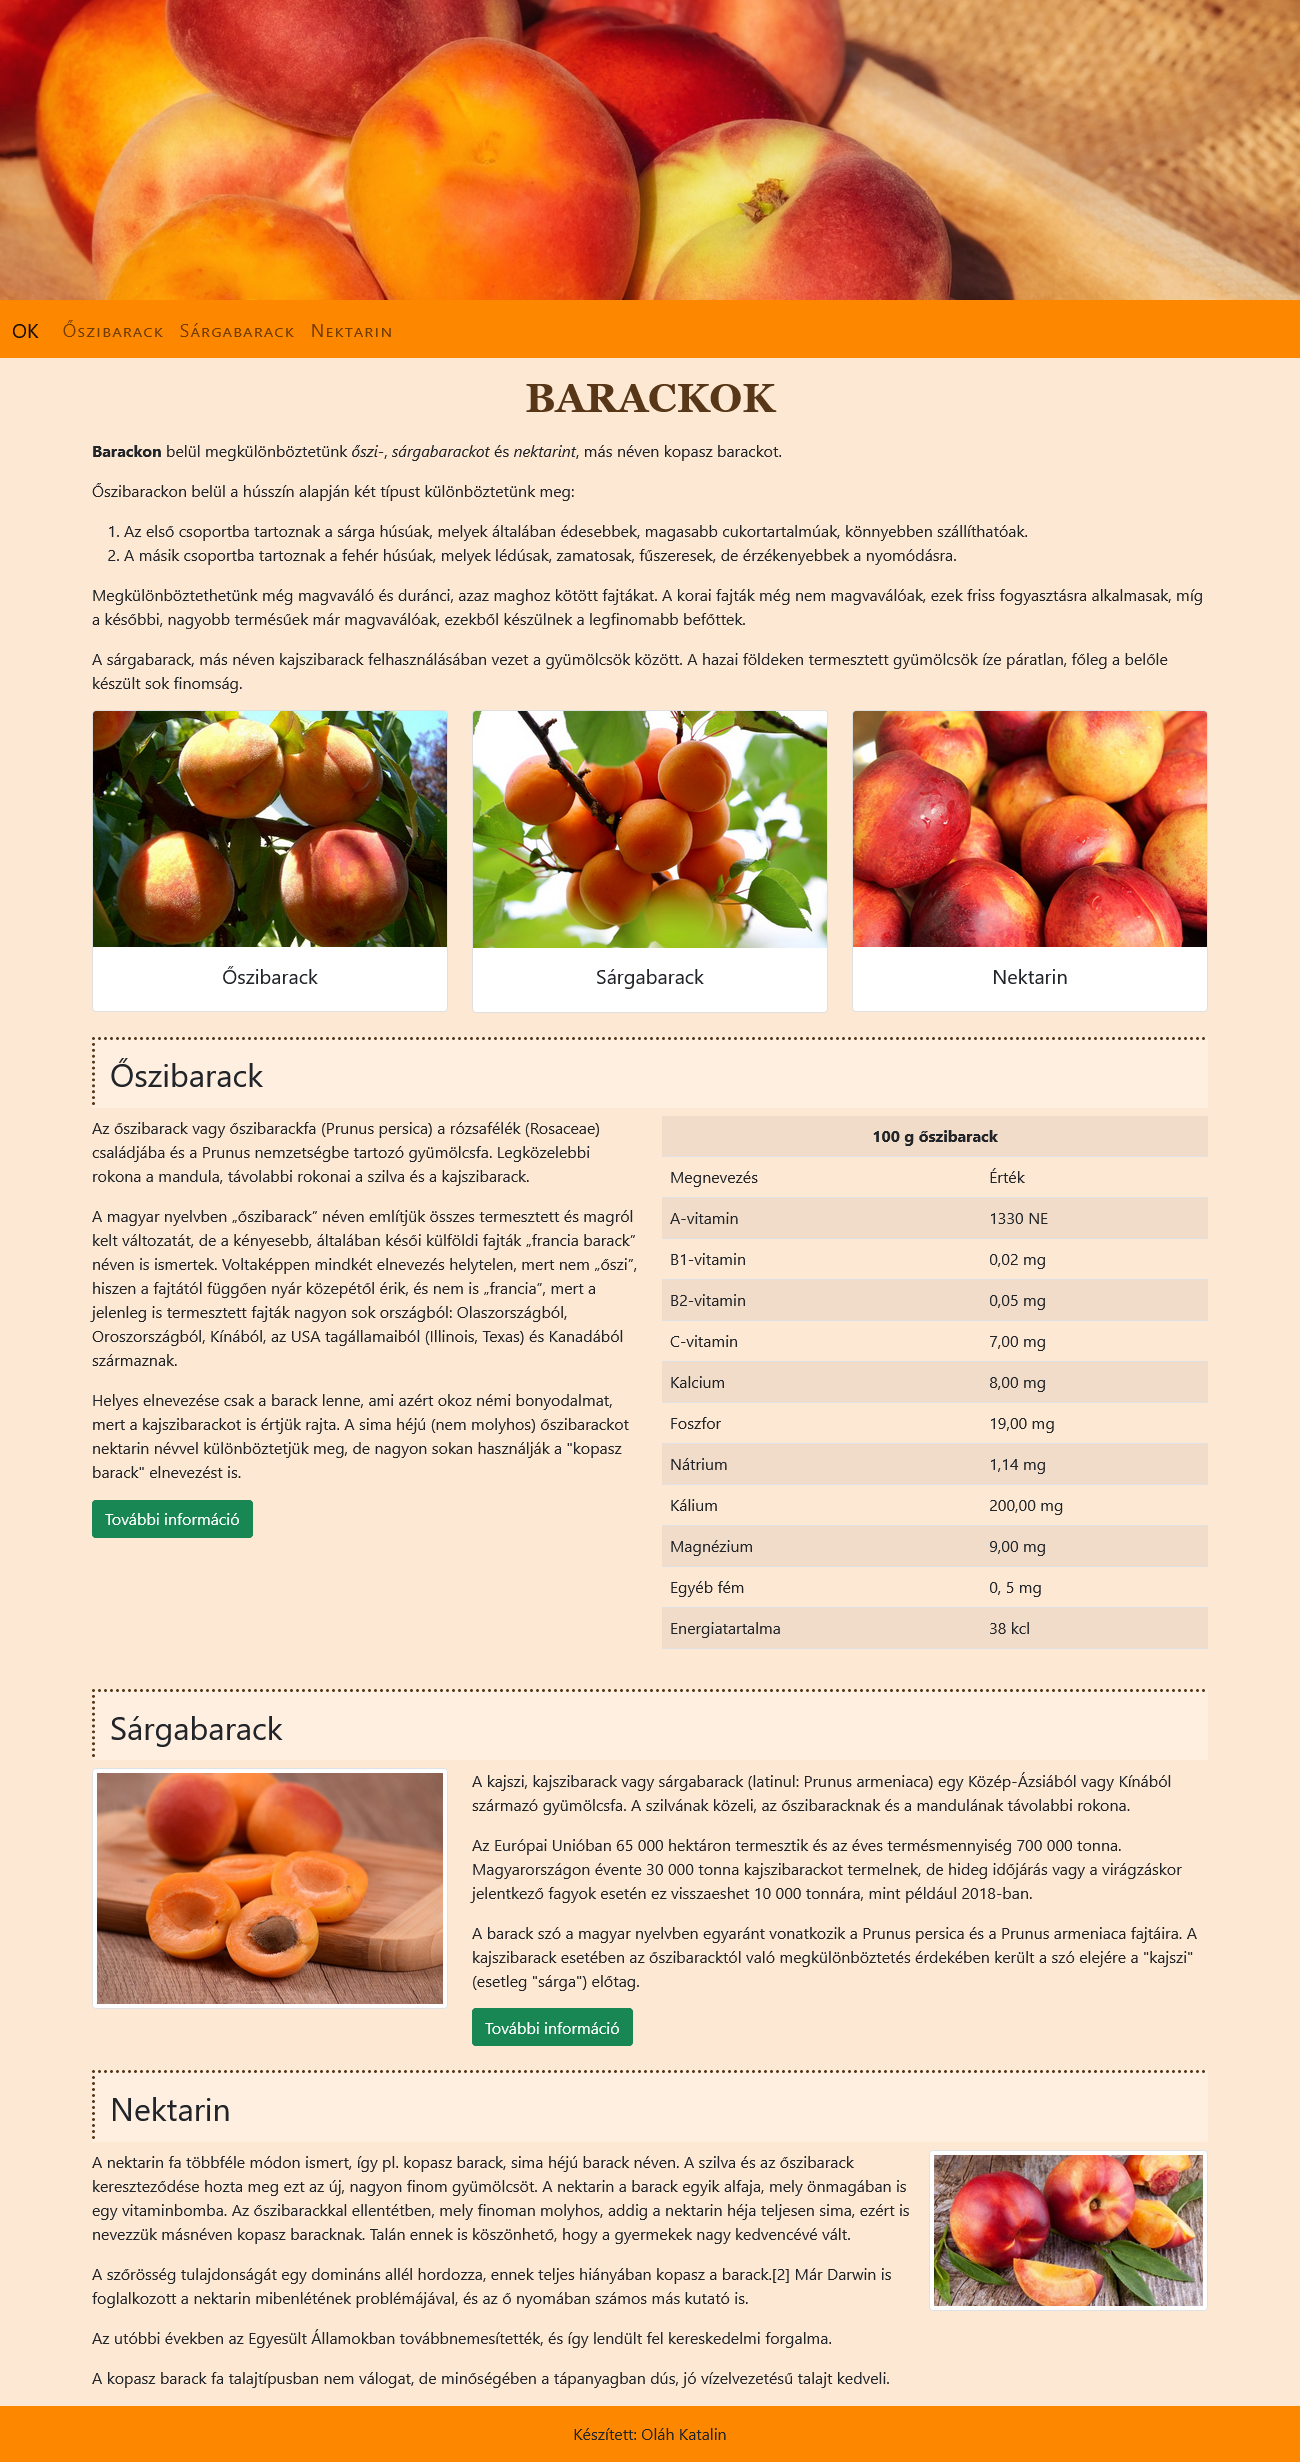 OK Őszibarack Sárgabarack Nektarin
BARACKOK
Barackon belül megkülönböztetünk őszi-, sárgabarackot és nektarint, más néven kopasz barackot.
Őszibarackon belül a hússzín alapján két típust különböztetünk meg:
1. Az első csoportba tartoznak a sárga húsúak, melyek általában édesebbek, magasabb cukortartalmúak, könnyebben szállíthatóak.
2. A másik csoportba tartoznak a fehér húsúak, melyek lédúsak, zamatosak, fűszeresek, de érzékenyebbek a nyomódásra.
Megkülönböztethetünk még magvaváló és duránci, azaz maghoz kötött fajtákat. A korai fajták még nem magvaválóak, ezek friss fogyasztásra alkalmasak, míg
a későbbi, nagyobb termésűek már magvaválóak, ezekből készülnek a legfinomabb befőttek.
A sárgabarack, más néven kajszibarack felhasználásában vezet a gyümölcsök között. A hazai földeken termesztett gyümölcsök íze páratlan, főleg a belőle
készült sok finomság.
Őszibarack
Sárgabarack
Nektarin
Őszibarack
Az őszibarack vagy őszibarackfa (Prunus persica) a rózsafélék (Rosaceae)
családjába és a Prunus nemzetségbe tartozó gyümölcsfa. Legközelebbi
rokona a mandula, távolabbi rokonai a szilva és a kajszibarack.
A magyar nyelvben „őszibarack” néven említjük összes termesztett és magról
kelt változatát, de a kényesebb, általában késői külföldi fajták „francia barack”
néven is ismertek. Voltaképpen mindkét elnevezés helytelen, mert nem „őszi”,
hiszen a fajtától függően nyár közepétől érik, és nem is „francia”, mert a
jelenleg is termesztett fajták nagyon sok országból: Olaszországból,
Oroszországból, Kínából, az USA tagállamaiból (Illinois, Texas) és Kanadából
származnak.
Helyes elnevezése csak a barack lenne, ami azért okoz némi bonyodalmat,
mert a kajszibarackot is értjük rajta. A sima héjú (nem molyhos) őszibarackot
nektarin névvel különböztetjük meg, de nagyon sokan használják a "kopasz
barack" elnevezést is.
További információ
100 g őszibarack
Megnevezés Érték
A-vitamin 1330 NE
B1-vitamin 0,02 mg
B2-vitamin 0,05 mg
C-vitamin 7,00 mg
Kalcium 8,00 mg
Foszfor 19,00 mg
Nátrium 1,14 mg
Kálium 200,00 mg
Magnézium 9,00 mg
Egyéb fém 0, 5 mg
Energiatartalma 38 kcl
Sárgabarack
A kajszi, kajszibarack vagy sárgabarack (latinul: Prunus armeniaca) egy Közép-Ázsiából vagy Kínából
származó gyümölcsfa. A szilvának közeli, az őszibaracknak és a mandulának távolabbi rokona.
Az Európai Unióban 65 000 hektáron termesztik és az éves termésmennyiség 700 000 tonna.
Magyarországon évente 30 000 tonna kajszibarackot termelnek, de hideg időjárás vagy a virágzáskor
jelentkező fagyok esetén ez visszaeshet 10 000 tonnára, mint például 2018-ban.
A barack szó a magyar nyelvben egyaránt vonatkozik a Prunus persica és a Prunus armeniaca fajtáira. A
kajszibarack esetében az őszibaracktól való megkülönböztetés érdekében került a szó elejére a "kajszi"
(esetleg "sárga") előtag.
További információ
Nektarin
A nektarin fa többféle módon ismert, így pl. kopasz barack, sima héjú barack néven. A szilva és az őszibarack
kereszteződése hozta meg ezt az új, nagyon finom gyümölcsöt. A nektarin a barack egyik alfaja, mely önmagában is
egy vitaminbomba. Az őszibarackkal ellentétben, mely finoman molyhos, addig a nektarin héja teljesen sima, ezért is
nevezzük másnéven kopasz baracknak. Talán ennek is köszönhető, hogy a gyermekek nagy kedvencévé vált.
A szőrösség tulajdonságát egy domináns allél hordozza, ennek teljes hiányában kopasz a barack.[2] Már Darwin is
foglalkozott a nektarin mibenlétének problémájával, és az ő nyomában számos más kutató is.
Az utóbbi években az Egyesült Államokban továbbnemesítették, és így lendült fel kereskedelmi forgalma.
A kopasz barack fa talajtípusban nem válogat, de minőségében a tápanyagban dús, jó vízelvezetésű talajt kedveli.
Készített: Oláh Katalin